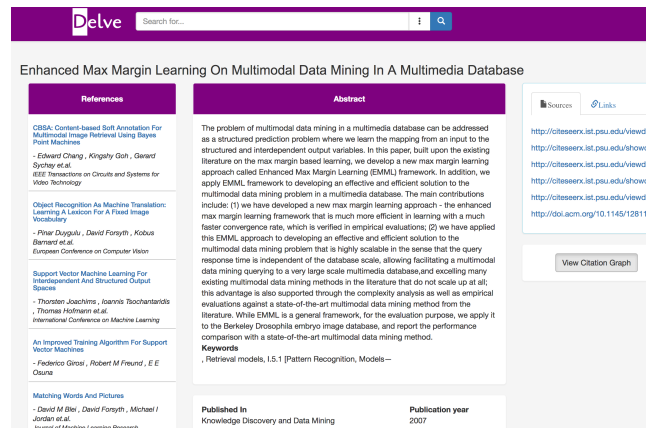 Delve
Search for...
Enhanced Max Margin Learning On Multimodal Data Mining In A Multimedia Database
References
CBSA: Content-based Soft Annotation For
Multimodal Image Retrieval Using Bayes
Point Machines
- Edward Chang , Kingshy Goh , Gerard
Sychay et.al.
IEEE Transactions on Circuits and Systems for
Video Technology
Object Recognition As Machine Translation:
Learning A Lexicon For A Fixed Image
Vocabulary
- Pinar Duygulu , David Forsyth , Kobus
Barnard et.al.
European Conference on Computer Vision
Support Vector Machine Learning For
Interdependent And Structured Output
Spaces
- Thorsten Joachims , Ioannis Tsochantaridis
, Thomas Hofmann et.al.
International Conference on Machine Learning
An Improved Training Algorithm For Support
Vector Machines
- Federico Girosi , Robert M Freund , E E
Osuna
Matching Words And Pictures
- David M Blei , David Forsyth , Michael I
Jordan et.al.
Journal of Machine Learning Research
Abstract
The problem of multimodal data mining in a multimedia database can be addressed
as a structured prediction problem where we learn the mapping from an input to the
structured and interdependent output variables. In this paper, built upon the existing
literature on the max margin based learning, we develop a new max margin learning
approach called Enhanced Max Margin Learning (EMML) framework. In addition, we
apply EMML framework to developing an effective and efficient solution to the
multimodal data mining problem in a multimedia database. The main contributions
include: (1) we have developed a new max margin learning approach - the enhanced
max margin learning framework that is much more efficient in learning with a much
faster convergence rate, which is verified in empirical evaluations; (2) we have applied
this EMML approach to developing an effective and efficient solution to the
multimodal data mining problem that is highly scalable in the sense that the query
response time is independent of the database scale, allowing facilitating a multimodal
data mining querying to a very large scale multimedia database,and excelling many
existing multimodal data mining methods in the literature that do not scale up at all;
this advantage is also supported through the complexity analysis as well as empirical
evaluations against a state-of-the-art multimodal data mining method from the
literature. While EMML is a general framework, for the evaluation purpose, we apply it
to the Berkeley Drosophila embryo image database, and report the performance
comparison with a state-of-the-art multimodal data mining method.
Keywords
, Retrieval models, I.5.1 [Pattern Recognition, Models—
Published In
Knowledge Discovery and Data Mining
Publication year
2007
Sources
Links
http://citeseerx.ist.psu.edu/viewd
http://citeseerx.ist.psu.edu/showc
http://citeseerx.ist.psu.edu/viewd
http://citeseerx.ist.psu.edu/showc
http://citeseerx.ist.psu.edu/viewd
http://doi.acm.org/10.1145/12811
View Citation Graph